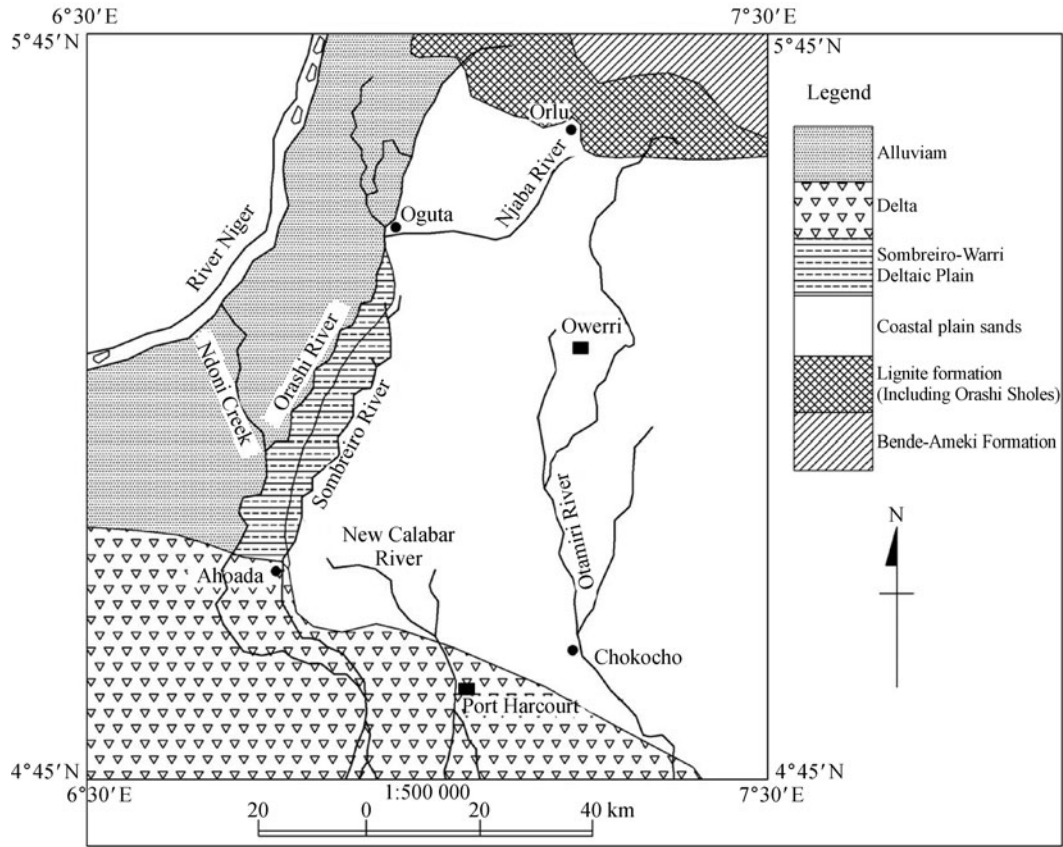 6°30′ E
7°30′ E
5°45′ N
5°45′ N
Legend
Alluviam
Delta
Sombreiro-Warri
Deltaic Plain
Coastal plain sands
Lignite formation
(Including Orashi Sholes)
Bende-Ameki Formation
N
Orlu
Njaba River
Oguta
River Niger
Owerri
Orashi River
Ndoni Creek
Sombreiro River
Otamiri River
New Calabar
River
Ahoada
Chokocho
Port Harcourt
4°45′ N
4°45′ N
6°30′ E
7°30′ E
1:500 000
20 0 20 40 km